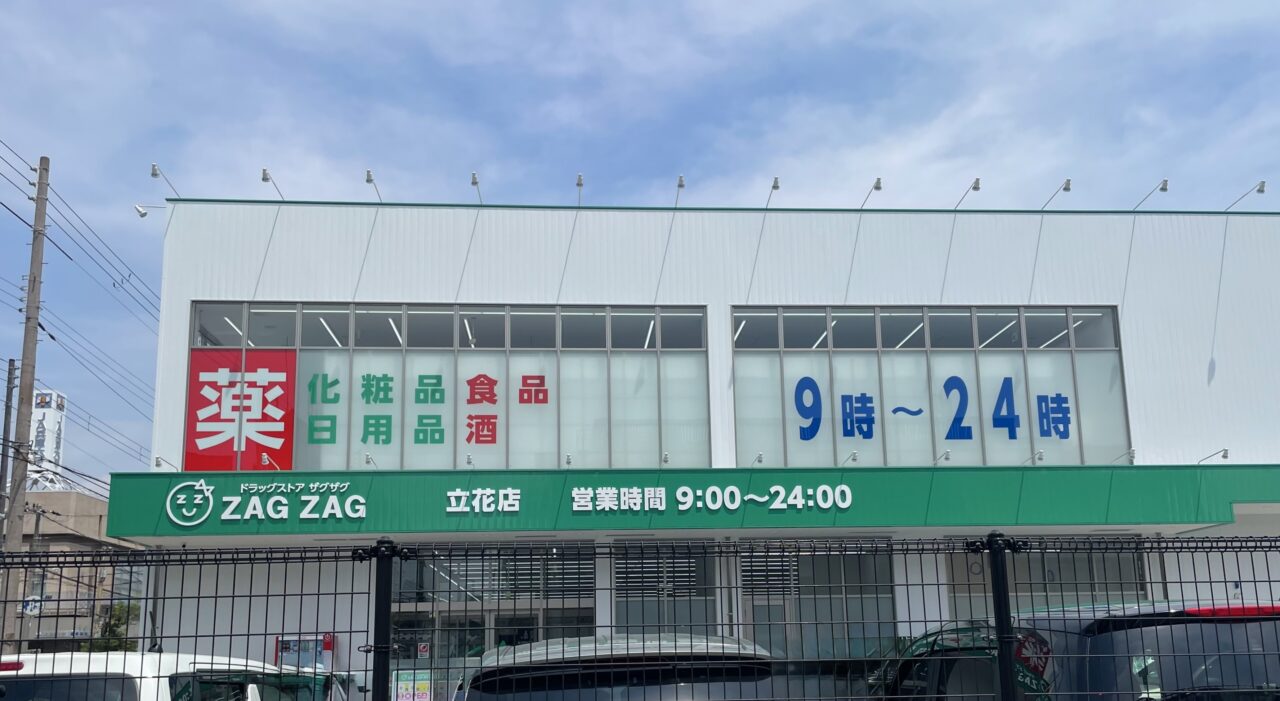 薬
化粧品食品
日用品酒
9時～24時
ドラッグストア ザグザグ
ZAG ZAG
立花店
営業時間 9:00～24:00